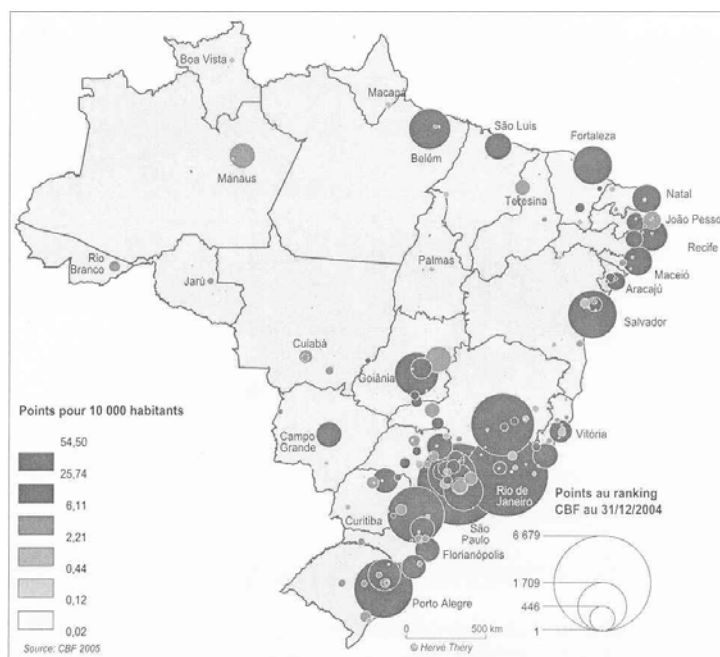 Boa Vista
Macapá
São Luis
Fortaleza
Belém
Manaus
Teresina
Natal
João Pesso
Recife
Palmas
Rio
Branco
Maceió
Jarú
Aracajú
Salvador
Cuiabá
Goiânia
Points pour 10 000 habitants
54,50
25,74
6,11
2,21
0,44
0,12
0,02
Campo
Grande
Vitória
Rio de
Janeiro
Points au ranking
CBF au 31/12/2004
6 679
1 709
446
1
Curitiba
São
Paulo
Florianópolis
Porto Alegre
0
500 km
Source: CBF 2005
© Hervé Théry